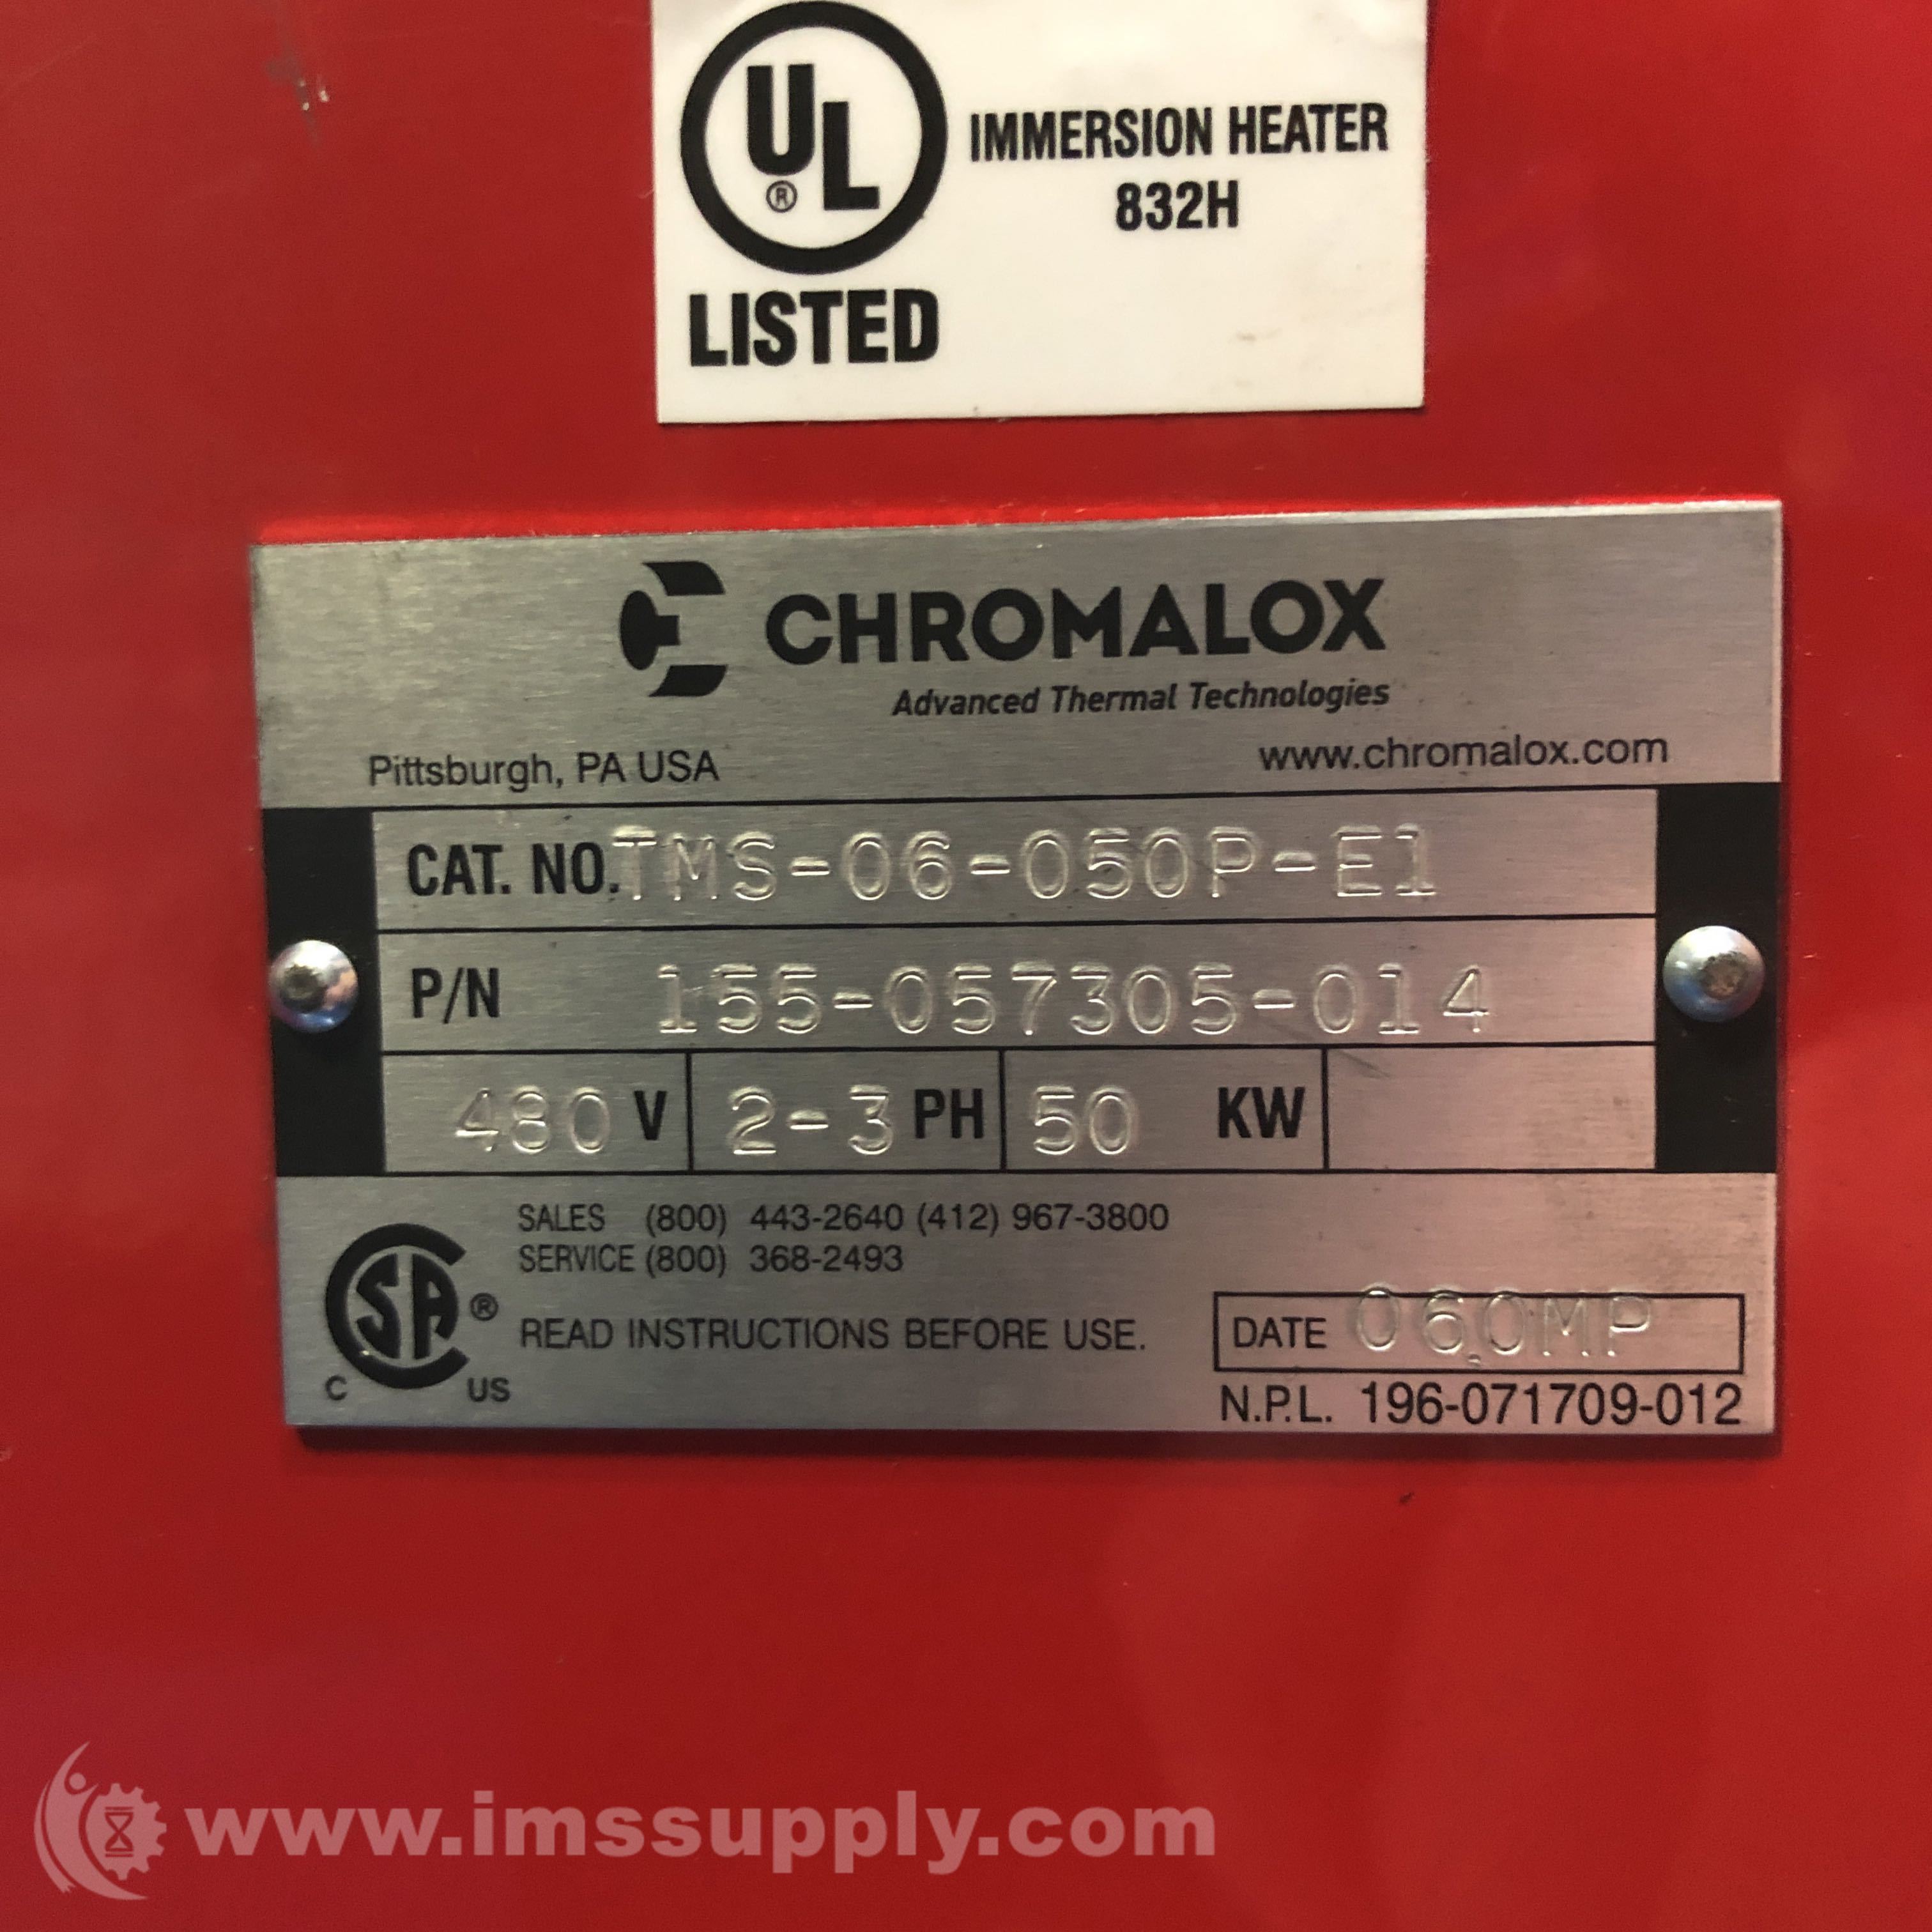 UL ®
IMMERSION HEATER
832H
LISTED
CHROMALOX
Advanced Thermal Technologies
Pittsburgh, PA USA
www.chromalox.com
CAT. NO. TMS-06-050P-E1
P/N 155-057305-014
480 V 2-3 PH 50 KW
SALES (800) 443-2640 (412) 967-3800
SERVICE (800) 368-2493
SA ®
C US
READ INSTRUCTIONS BEFORE USE.
DATE 060MP
N.P.L. 196-071709-012
www.imssupply.com